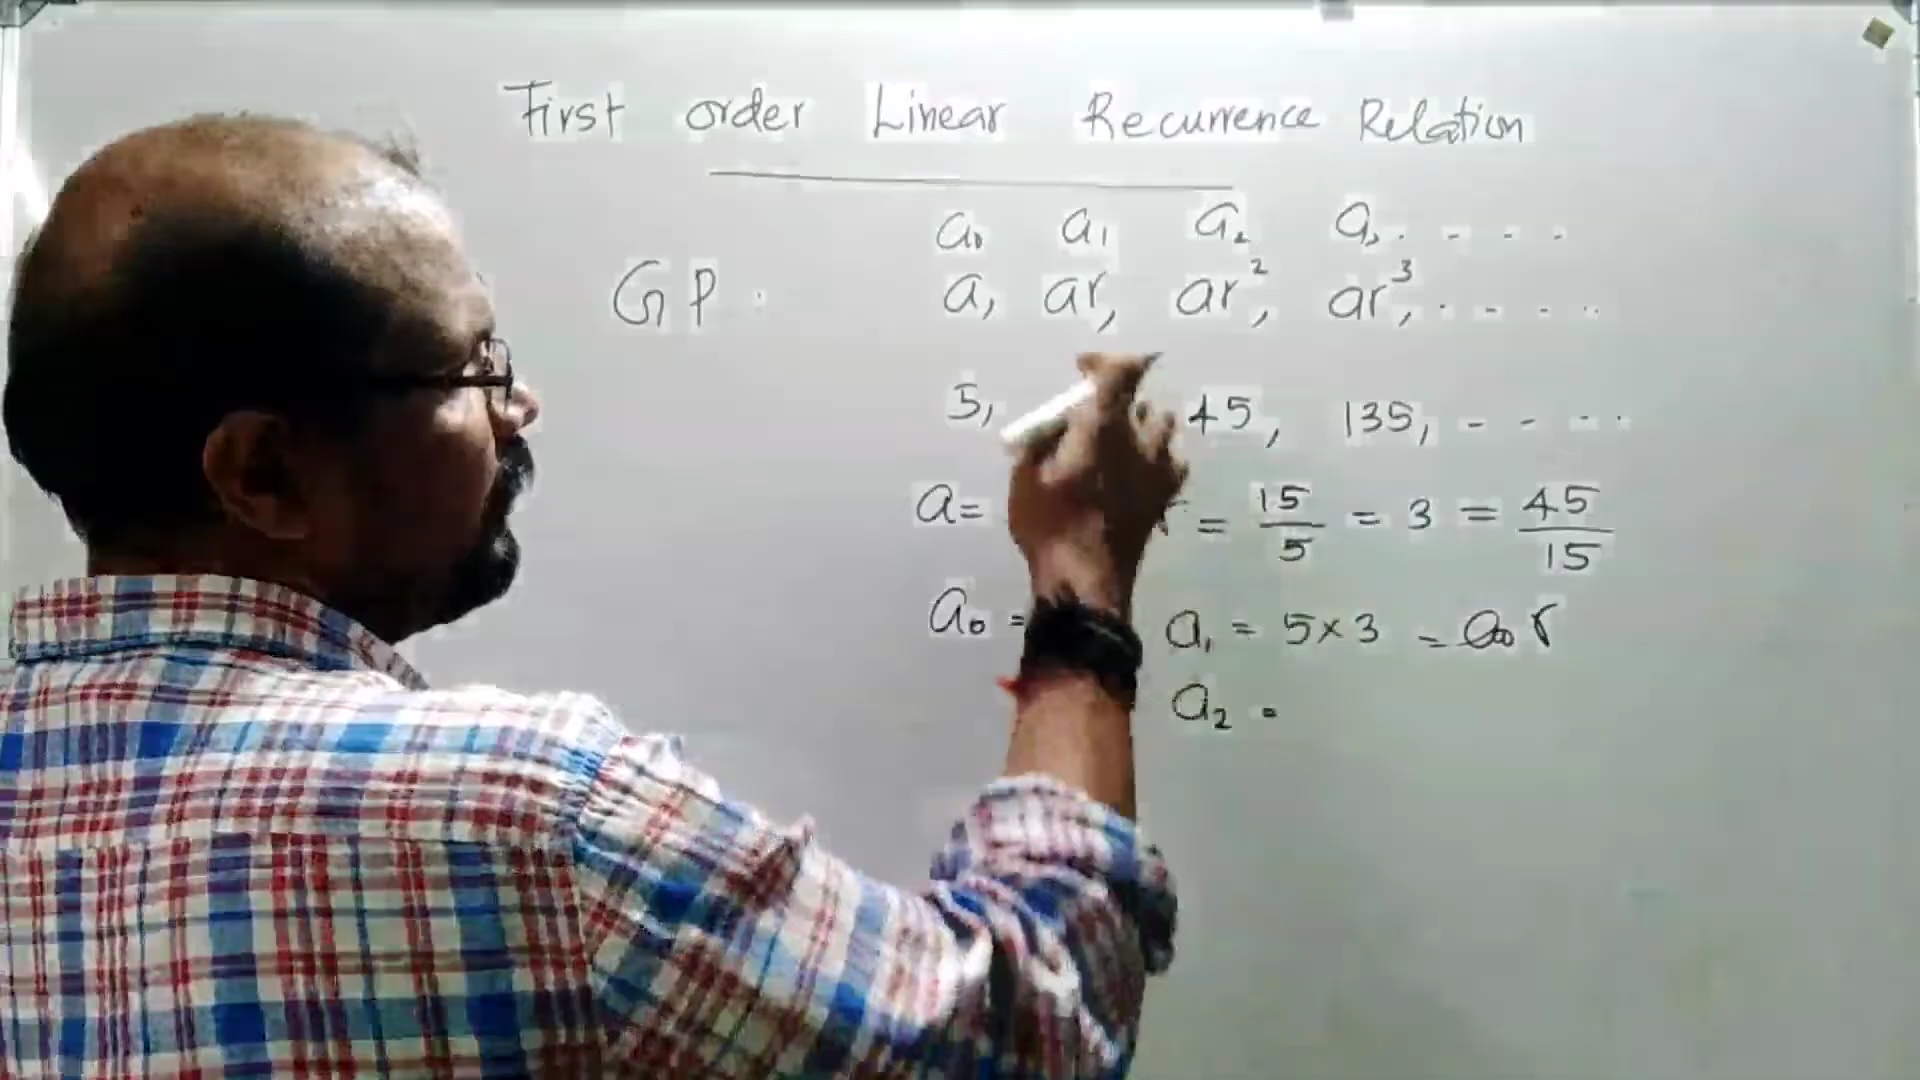 First order Linear Recurrence Relation
a₀ a₁ a₂ a₃ . - - -
GP : a, ar, ar², ar³, . - - ..
5, 45, 135, - - - ..
a = = 15/5 = 3 = 45/15
a₀ = a₁ = 5×3 = a₀ r
a₂ =